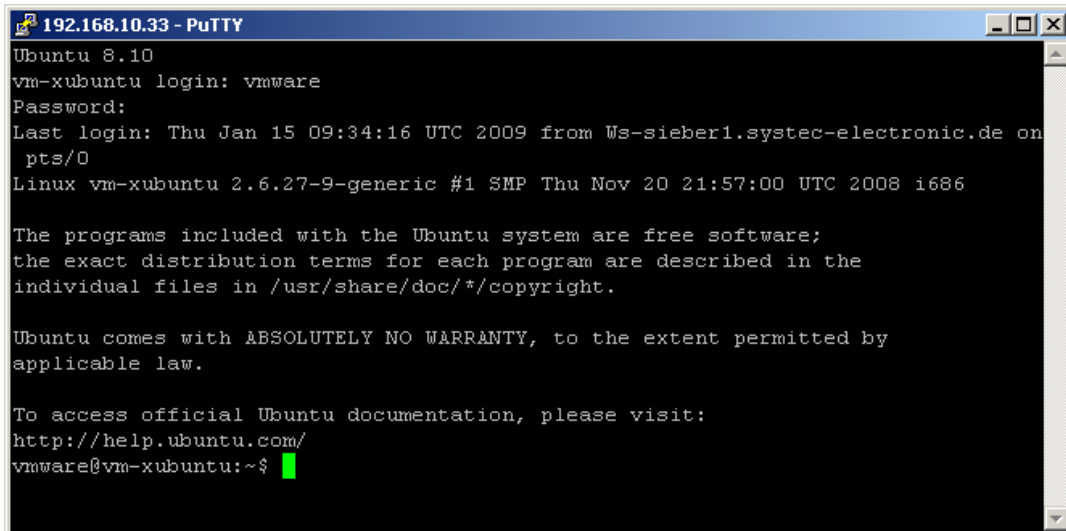 192.168.10.33 - PuTTY
Ubuntu 8.10
vm-xubuntu login: vmware
Password:
Last login: Thu Jan 15 09:34:16 UTC 2009 from Ws-sieber1.systec-electronic.de on
 pts/0
Linux vm-xubuntu 2.6.27-9-generic #1 SMP Thu Nov 20 21:57:00 UTC 2008 i686
The programs included with the Ubuntu system are free software;
the exact distribution terms for each program are described in the
individual files in /usr/share/doc/*/copyright.
Ubuntu comes with ABSOLUTELY NO WARRANTY, to the extent permitted by
applicable law.
To access official Ubuntu documentation, please visit:
http://help.ubuntu.com/
vmware@vm-xubuntu:~$